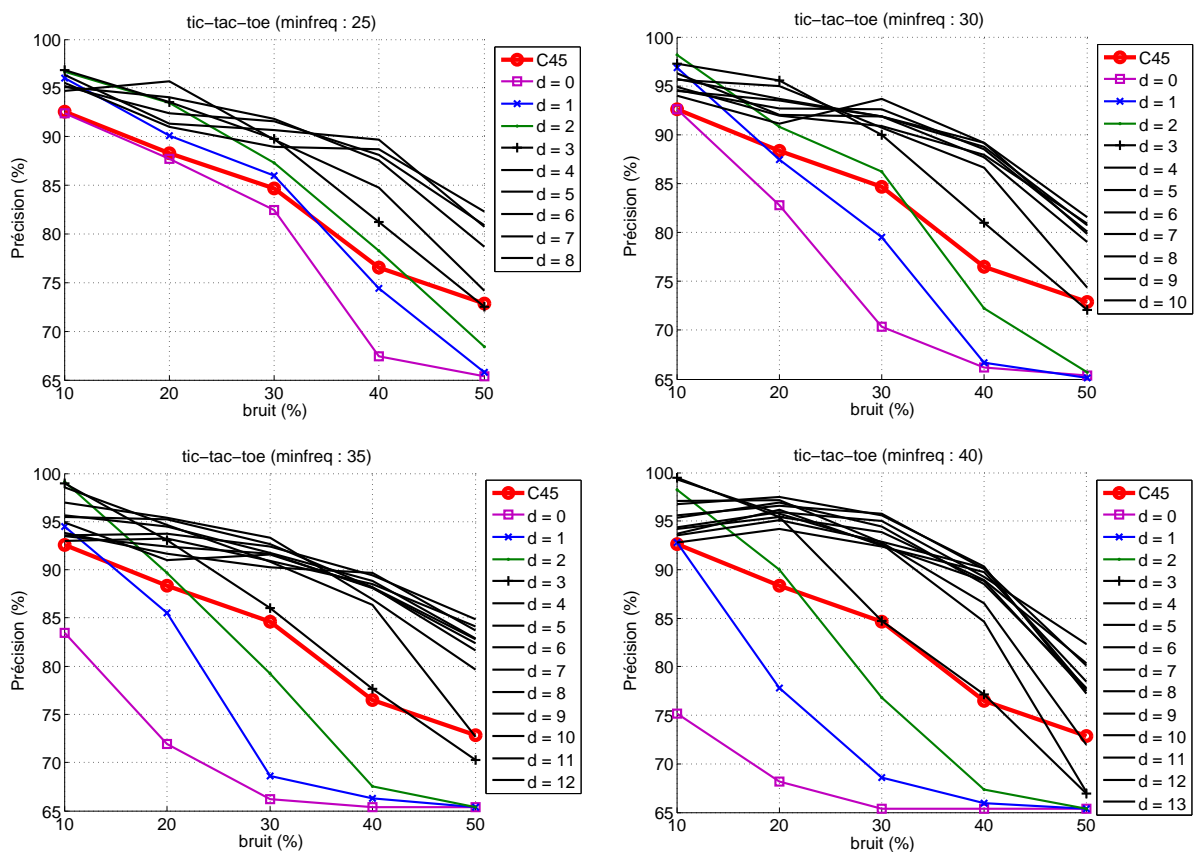 tic−tac−toe (minfreq : 25)
100
95
90
85
80
75
70
65
10
20
30
40
50
Précision (%)
bruit (%)
C45
d = 0
d = 1
d = 2
d = 3
d = 4
d = 5
d = 6
d = 7
d = 8
tic−tac−toe (minfreq : 30)
100
95
90
85
80
75
70
65
10
20
30
40
50
Précision (%)
bruit (%)
C45
d = 0
d = 1
d = 2
d = 3
d = 4
d = 5
d = 6
d = 7
d = 8
d = 9
d = 10
tic−tac−toe (minfreq : 35)
100
95
90
85
80
75
70
65
10
20
30
40
50
Précision (%)
bruit (%)
C45
d = 0
d = 1
d = 2
d = 3
d = 4
d = 5
d = 6
d = 7
d = 8
d = 9
d = 10
d = 11
d = 12
tic−tac−toe (minfreq : 40)
100
95
90
85
80
75
70
65
10
20
30
40
50
Précision (%)
bruit (%)
C45
d = 0
d = 1
d = 2
d = 3
d = 4
d = 5
d = 6
d = 7
d = 8
d = 9
d = 10
d = 11
d = 12
d = 13